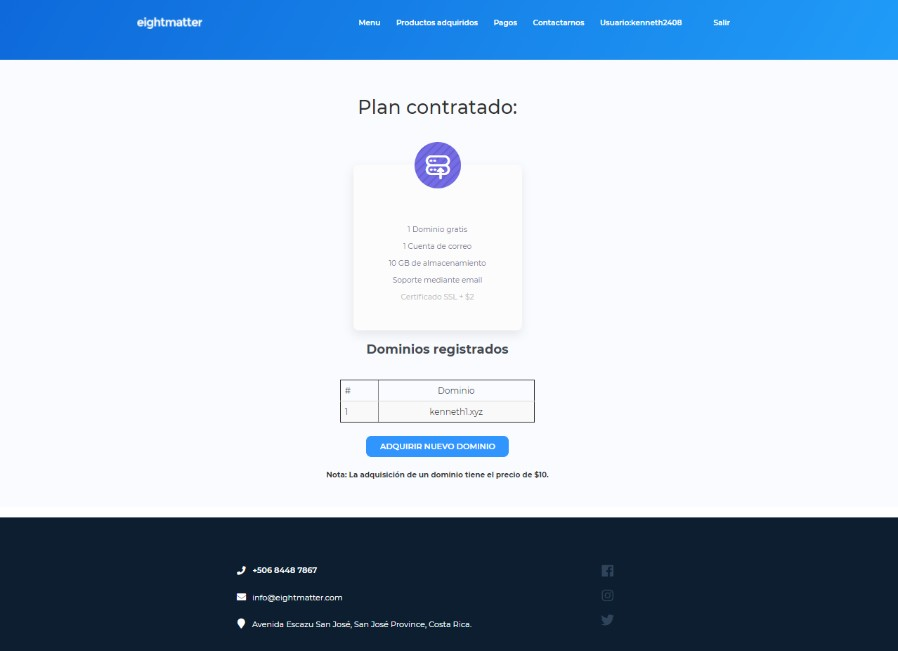 eightmatter
Menu Productos adquiridos Pagos Contactarnos Usuario:kenneth2408 Salir
Plan contratado:
1 Dominio gratis
1 Cuenta de correo
10 GB de almacenamiento
Soporte mediante email
Certificado SSL + $2
Dominios registrados
# Dominio
1 kenneth1.xyz
ADQUIRIR NUEVO DOMINIO
Nota: La adquisición de un dominio tiene el precio de $10.
+506 8448 7867
info@eightmatter.com
Avenida Escazu San José, San José Province, Costa Rica.